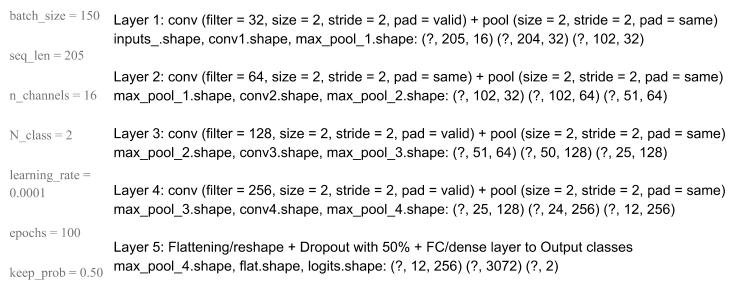 batch_size = 150
seq_len = 205
n_channels = 16
N_class = 2
learning_rate =
0.0001
epochs = 100
keep_prob = 0.50
Layer 1: conv (filter = 32, size = 2, stride = 2, pad = valid) + pool (size = 2, stride = 2, pad = same)
inputs_.shape, conv1.shape, max_pool_1.shape: (?, 205, 16) (?, 204, 32) (?, 102, 32)
Layer 2: conv (filter = 64, size = 2, stride = 2, pad = same) + pool (size = 2, stride = 2, pad = same)
max_pool_1.shape, conv2.shape, max_pool_2.shape: (?, 102, 32) (?, 102, 64) (?, 51, 64)
Layer 3: conv (filter = 128, size = 2, stride = 2, pad = valid) + pool (size = 2, stride = 2, pad = same)
max_pool_2.shape, conv3.shape, max_pool_3.shape: (?, 51, 64) (?, 50, 128) (?, 25, 128)
Layer 4: conv (filter = 256, size = 2, stride = 2, pad = valid) + pool (size = 2, stride = 2, pad = same)
max_pool_3.shape, conv4.shape, max_pool_4.shape: (?, 25, 128) (?, 24, 256) (?, 12, 256)
Layer 5: Flattening/reshape + Dropout with 50% + FC/dense layer to Output classes
max_pool_4.shape, flat.shape, logits.shape: (?, 12, 256) (?, 3072) (?, 2)